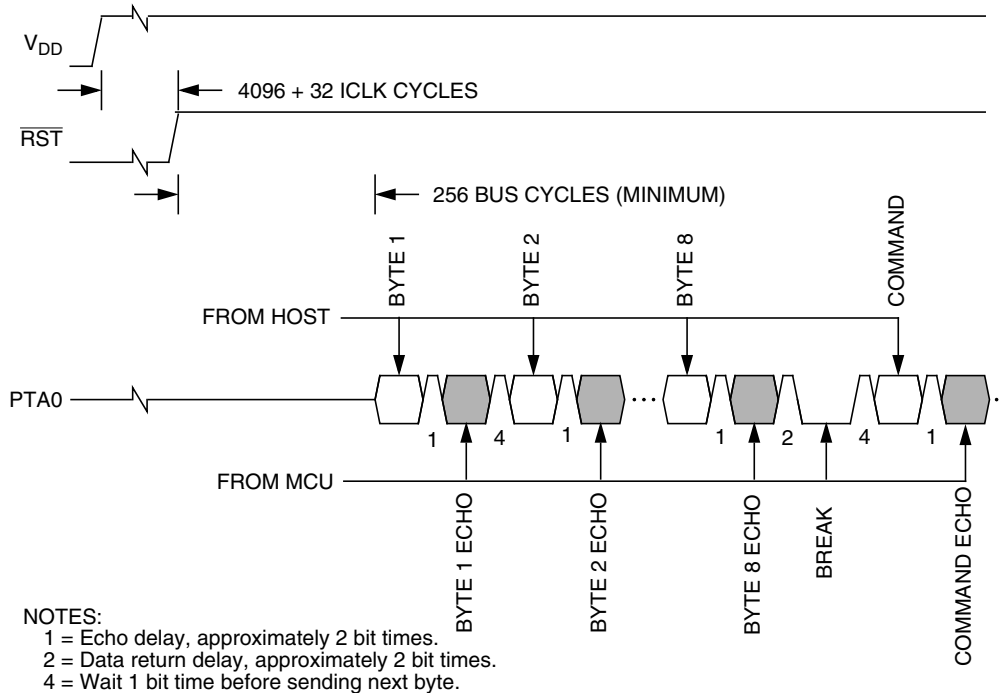 VDD
4096 + 32 ICLK CYCLES
RST
256 BUS CYCLES (MINIMUM)
BYTE 1
BYTE 2
BYTE 8
COMMAND
FROM HOST
PTA0
1
4
1
1
2
4
1
FROM MCU
BYTE 1 ECHO
BYTE 2 ECHO
BYTE 8 ECHO
BREAK
COMMAND ECHO
NOTES:
1 = Echo delay, approximately 2 bit times.
2 = Data return delay, approximately 2 bit times.
4 = Wait 1 bit time before sending next byte.